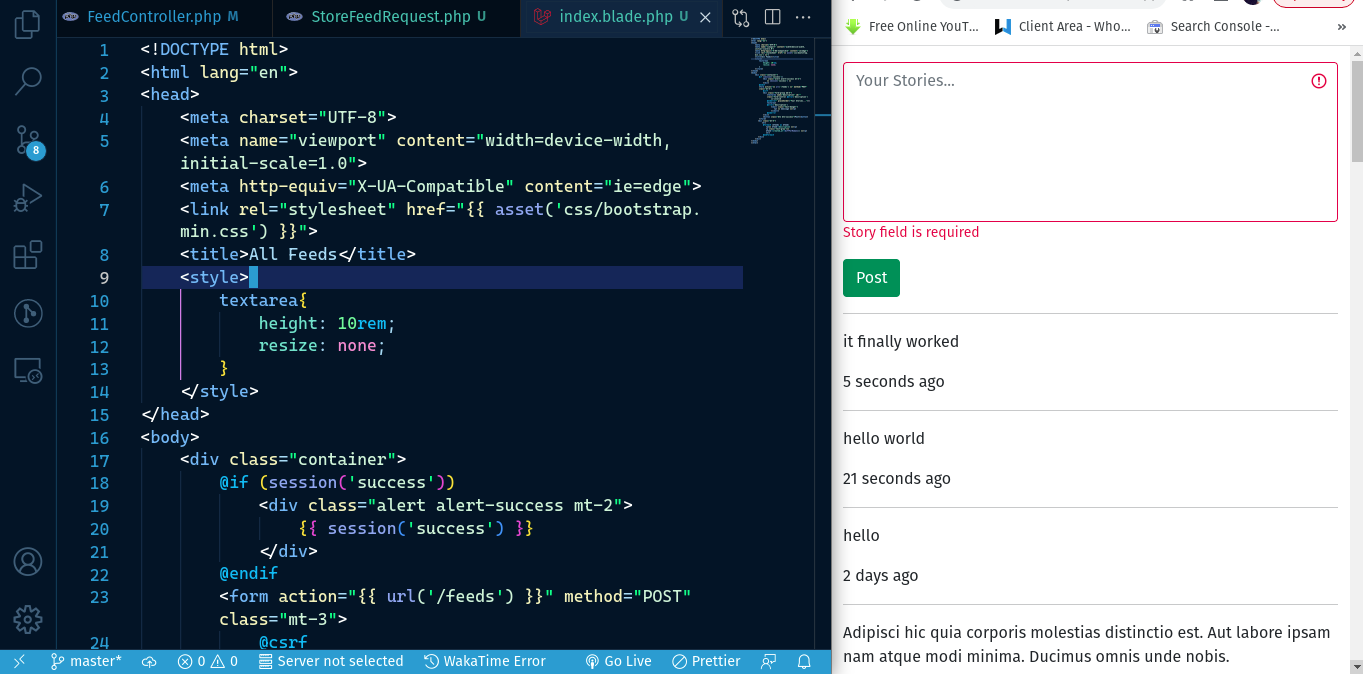 FeedController.php M
StoreFeedRequest.php U
index.blade.php U
1 <!DOCTYPE html>
2 <html lang="en">
3 <head>
4 <meta charset="UTF-8">
5 <meta name="viewport" content="width=device-width,
initial-scale=1.0">
6 <meta http-equiv="X-UA-Compatible" content="ie=edge">
7 <link rel="stylesheet" href="{{ asset('css/bootstrap.
min.css') }}">
8 <title>All Feeds</title>
9 <style>
10 textarea{
11 height: 10rem;
12 resize: none;
13 }
14 </style>
15 </head>
16 <body>
17 <div class="container">
18 @if (session('success'))
19 <div class="alert alert-success mt-2">
20 {{ session('success') }}
21 </div>
22 @endif
23 <form action="{{ url('/feeds') }}" method="POST"
class="mt-3">
24 @csrf
8
master*
0 0
Server not selected
WakaTime Error
Go Live
Prettier
Free Online YouT...
Client Area - Who...
Search Console -...
»
Your Stories...
Story field is required
Post
it finally worked
5 seconds ago
hello world
21 seconds ago
hello
2 days ago
Adipisci hic quia corporis molestias distinctio est. Aut labore ipsam
nam atque modi minima. Ducimus omnis unde nobis.